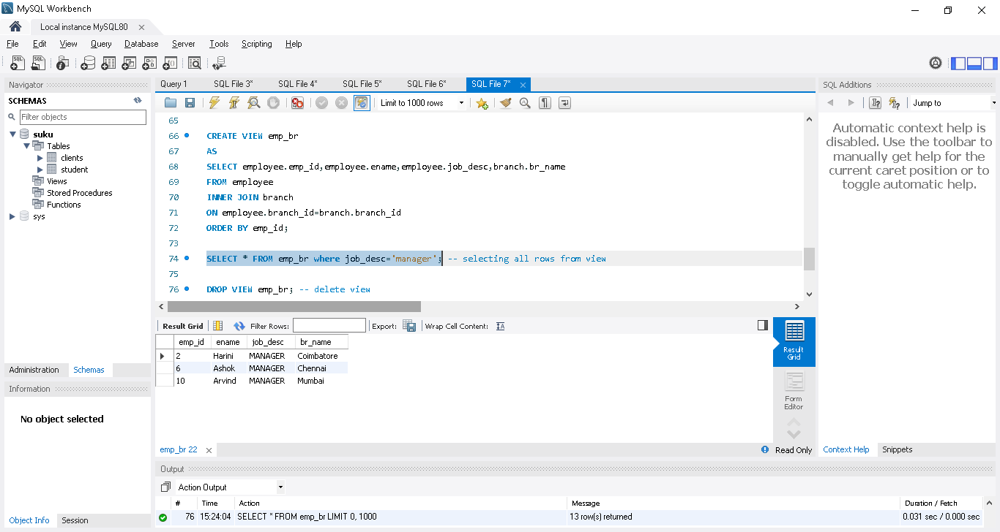 MySQL Workbench
Local instance MySQL80
File Edit View Query Database Server Tools Scripting Help
Navigator
SCHEMAS
Filter objects
suku
Tables
clients
student
Views
Stored Procedures
Functions
sys
Administration Schemas
Information
No object selected
Object Info Session
Query 1 SQL File 3* SQL File 4* SQL File 5* SQL File 6* SQL File 7*
Limit to 1000 rows
65
66 CREATE VIEW emp_br
67 AS
68 SELECT employee.emp_id,employee.ename,employee.job_desc,branch.br_name
69 FROM employee
70 INNER JOIN branch
71 ON employee.branch_id=branch.branch_id
72 ORDER BY emp_id;
73
74 SELECT * FROM emp_br where job_desc='manager'; -- selecting all rows from view
75
76 DROP VIEW emp_br; -- delete view
Result Grid Filter Rows: Export: Wrap Cell Content:
emp_id ename job_desc br_name
2 Harini MANAGER Coimbatore
6 Ashok MANAGER Chennai
10 Arvind MANAGER Mumbai
Result
Grid
Form
Editor
emp_br 22 Read Only
Output
Action Output
# Time Action Message Duration / Fetch
76 15:24:04 SELECT * FROM emp_br LIMIT 0, 1000 13 row(s) returned 0.031 sec / 0.000 sec
SQL Additions
Jump to
Automatic context help is
disabled. Use the toolbar to
manually get help for the
current caret position or to
toggle automatic help.
Context Help Snippets